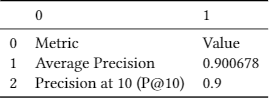 0 1
0 Metric Value
1 Average Precision 0.900678
2 Precision at 10 (P@10) 0.9